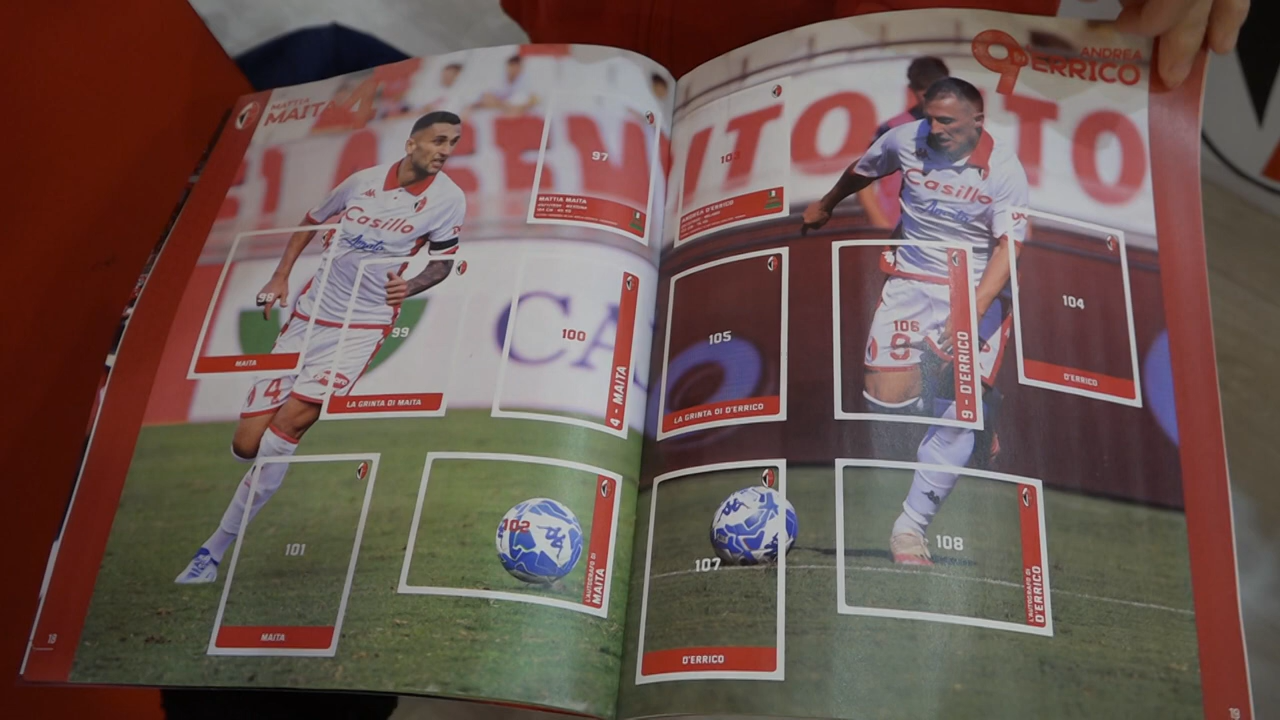 MATTIA
MAITA 4
97
MATTIA MAITA
Casillo
98
MAITA
99
LA GRINTA DI MAITA
100
4 - MAITA
4
101
MAITA
102
L'AUTOGRAFO DI
MAITA
18
9 ANDREA
D'ERRICO
103
ANDREA D'ERRICO
Casillo
104
D'ERRICO
105
LA GRINTA DI D'ERRICO
106
9
9 - D'ERRICO
107
D'ERRICO
108
L'AUTOGRAFO DI
D'ERRICO
19